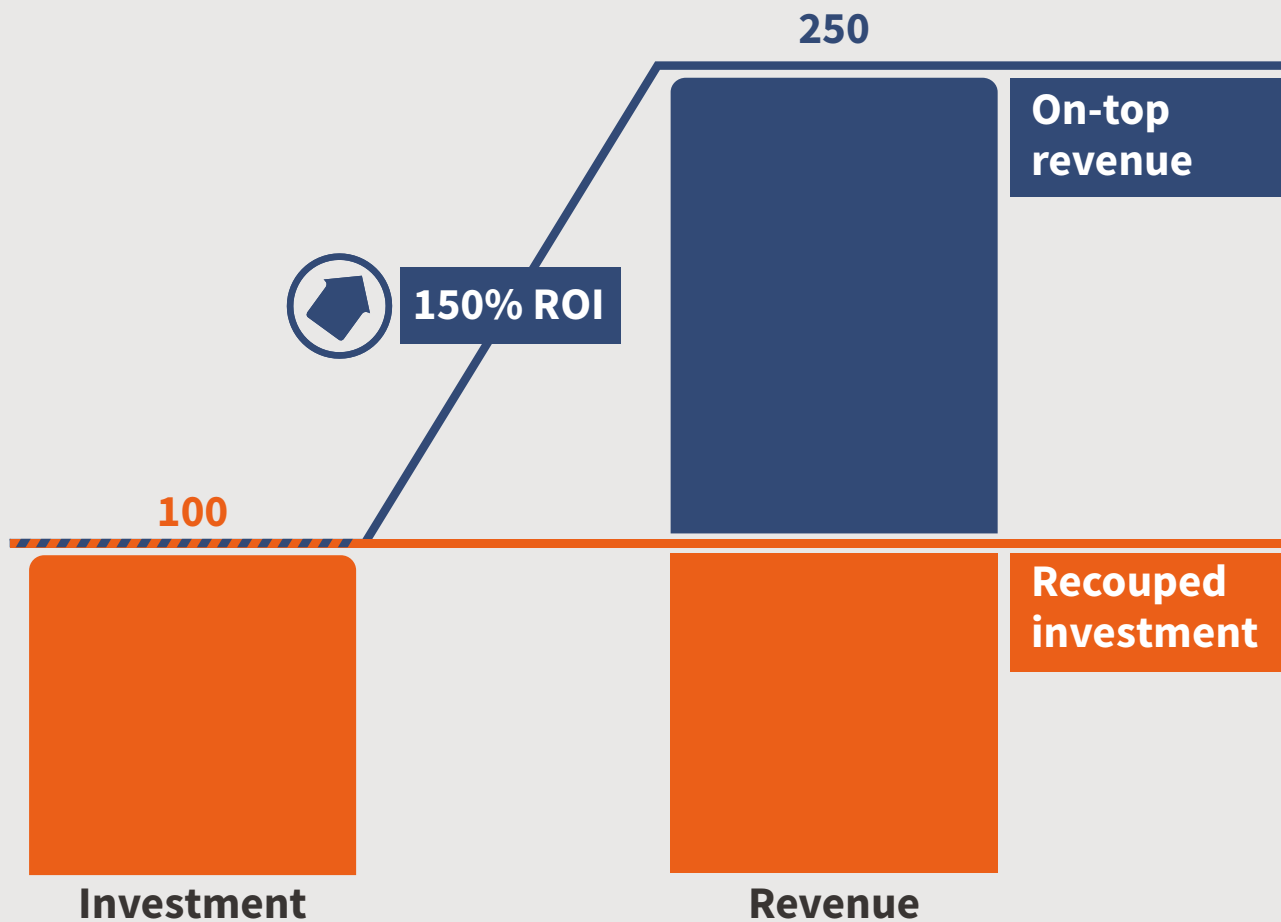 250
On-top
revenue
150% ROI
100
Recouped
investment
Investment
Revenue